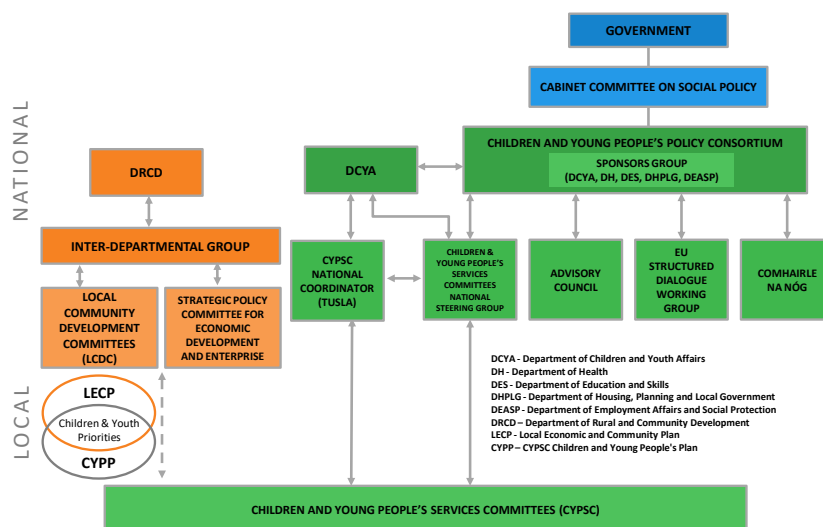 GOVERNMENT
CABINET COMMITTEE ON SOCIAL POLICY
NATIONAL
CHILDREN AND YOUNG PEOPLE'S POLICY CONSORTIUM
SPONSORS GROUP
(DCYA, DH, DES, DHPLG, DEASP)
DRCD
DCYA
INTER-DEPARTMENTAL GROUP
LOCAL
COMMUNITY
DEVELOPMENT
COMMITTEES
(LCDC)
STRATEGIC POLICY
COMMITTEE FOR
ECONOMIC
DEVELOPMENT
AND ENTERPRISE
CYPSC
NATIONAL
COORDINATOR
(TUSLA)
CHILDREN &
YOUNG PEOPLE'S
SERVICES
COMMITTEES
NATIONAL
STEERING GROUP
ADVISORY
COUNCIL
EU
STRUCTURED
DIALOGUE
WORKING
GROUP
COMHAIRLE
NA NÓG
LOCAL
LECP
Children & Youth
Priorities
CYPP
DCYA - Department of Children and Youth Affairs
DH - Department of Health
DES - Department of Education and Skills
DHPLG - Department of Housing, Planning and Local Government
DEASP - Department of Employment Affairs and Social Protection
DRCD – Department of Rural and Community Development
LECP - Local Economic and Community Plan
CYPP – CYPSC Children and Young People's Plan
CHILDREN AND YOUNG PEOPLE'S SERVICES COMMITTEES (CYPSC)